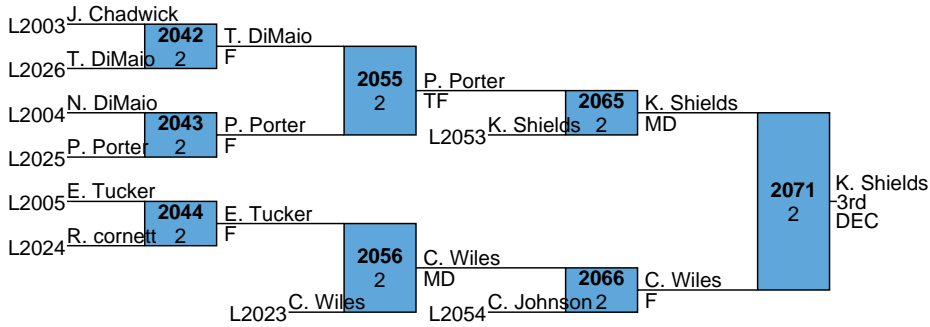 L2003 J. Chadwick
2042
2
L2026 T. DiMaio
T. DiMaio
F
L2004 N. DiMaio
2043
2
L2025 P. Porter
P. Porter
F
2055
2
P. Porter
TF
L2053 K. Shields
2065
2
K. Shields
MD
L2005 E. Tucker
2044
2
L2024 R. cornett
E. Tucker
F
L2023 C. Wiles
2056
2
C. Wiles
MD
L2054 C. Johnson
2066
2
C. Wiles
F
2071
2
K. Shields
3rd
DEC